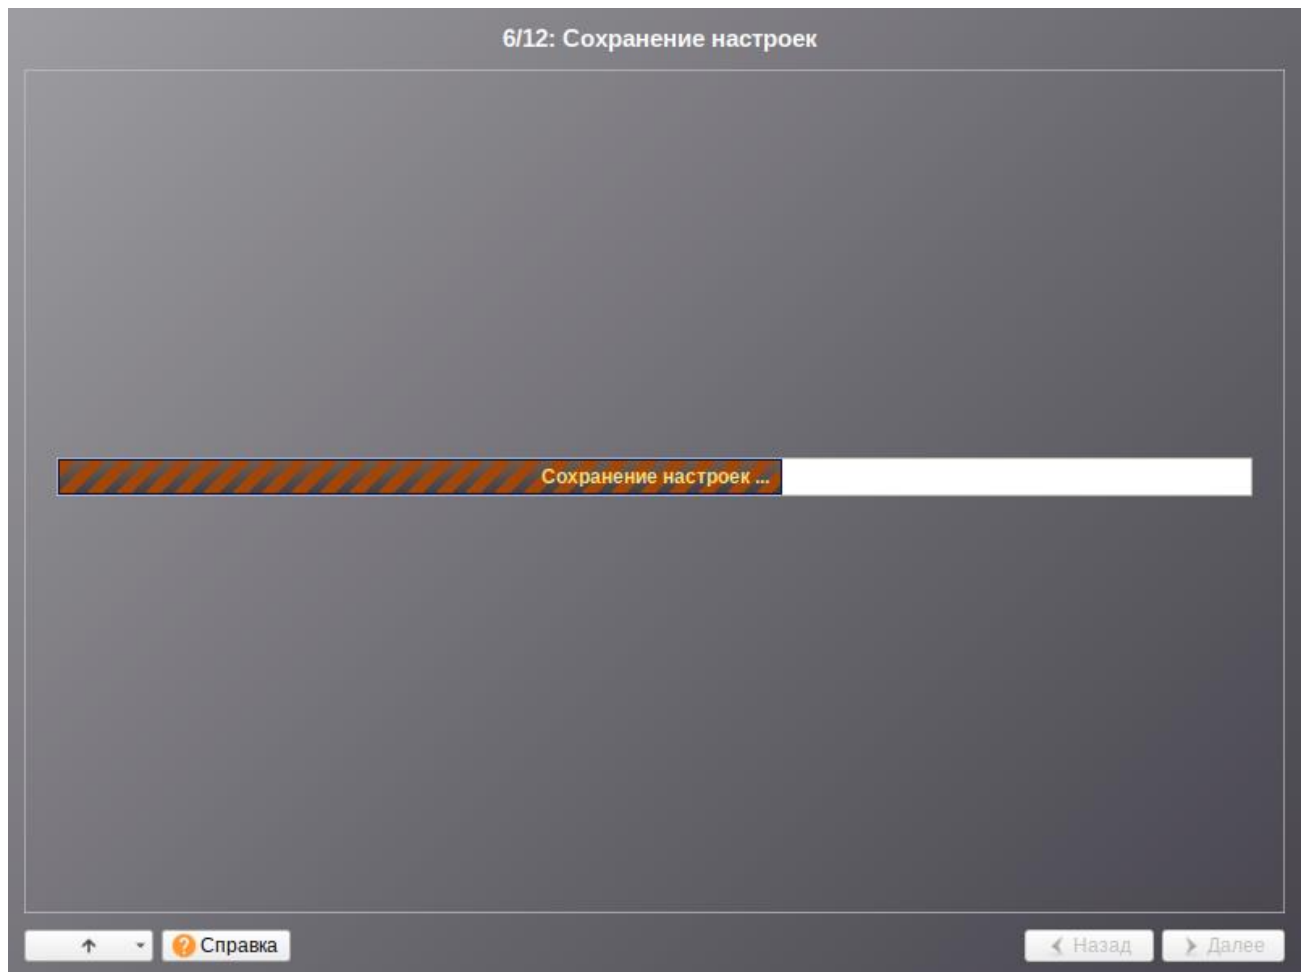 6/12: Сохранение настроек
Сохранение настроек ...
Справка
Назад
Далее